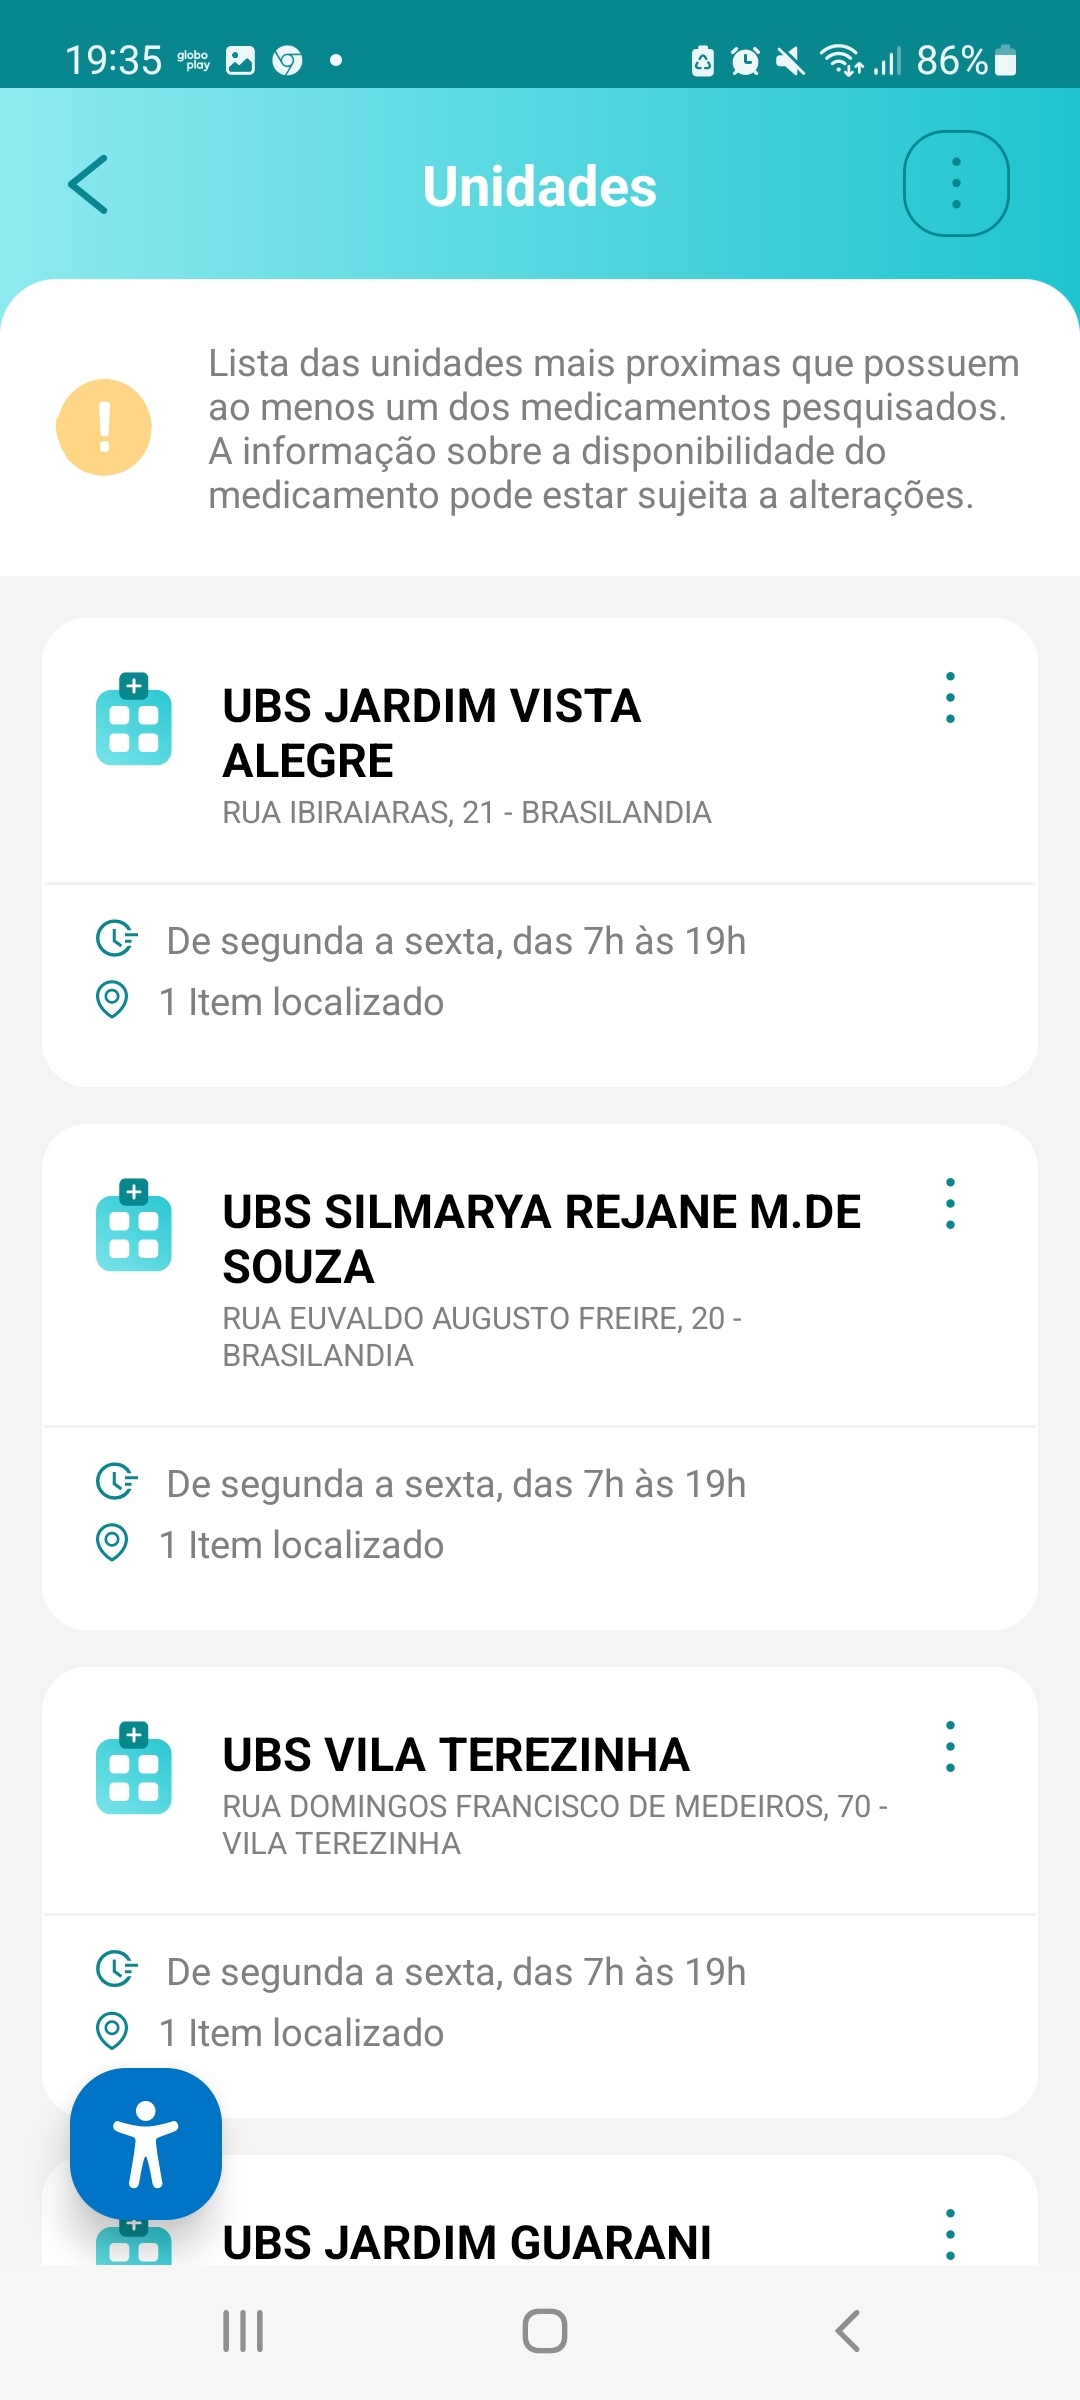 19:35 globo play 86%
Unidades
Lista das unidades mais proximas que possuem
ao menos um dos medicamentos pesquisados.
A informação sobre a disponibilidade do
medicamento pode estar sujeita a alterações.
UBS JARDIM VISTA
ALEGRE
RUA IBIRAIARAS, 21 - BRASILANDIA
De segunda a sexta, das 7h às 19h
1 Item localizado
UBS SILMARYA REJANE M.DE
SOUZA
RUA EUVALDO AUGUSTO FREIRE, 20 -
BRASILANDIA
De segunda a sexta, das 7h às 19h
1 Item localizado
UBS VILA TEREZINHA
RUA DOMINGOS FRANCISCO DE MEDEIROS, 70 -
VILA TEREZINHA
De segunda a sexta, das 7h às 19h
1 Item localizado
UBS JARDIM GUARANI